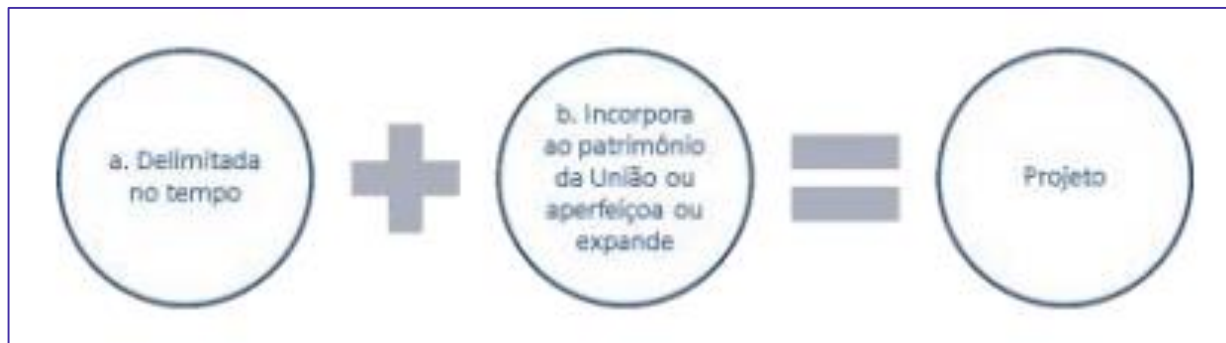 a. Delimitada
no tempo
b. Incorpora
ao patrimônio
da União ou
aperfeiçoa ou
expande
Projeto